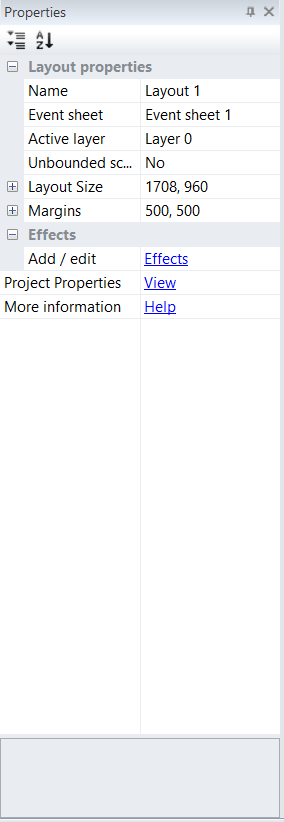 Properties
A
Z
Layout properties
Name Layout 1
Event sheet Event sheet 1
Active layer Layer 0
Unbounded sc... No
Layout Size 1708, 960
Margins 500, 500
Effects
Add / edit Effects
Project Properties View
More information Help